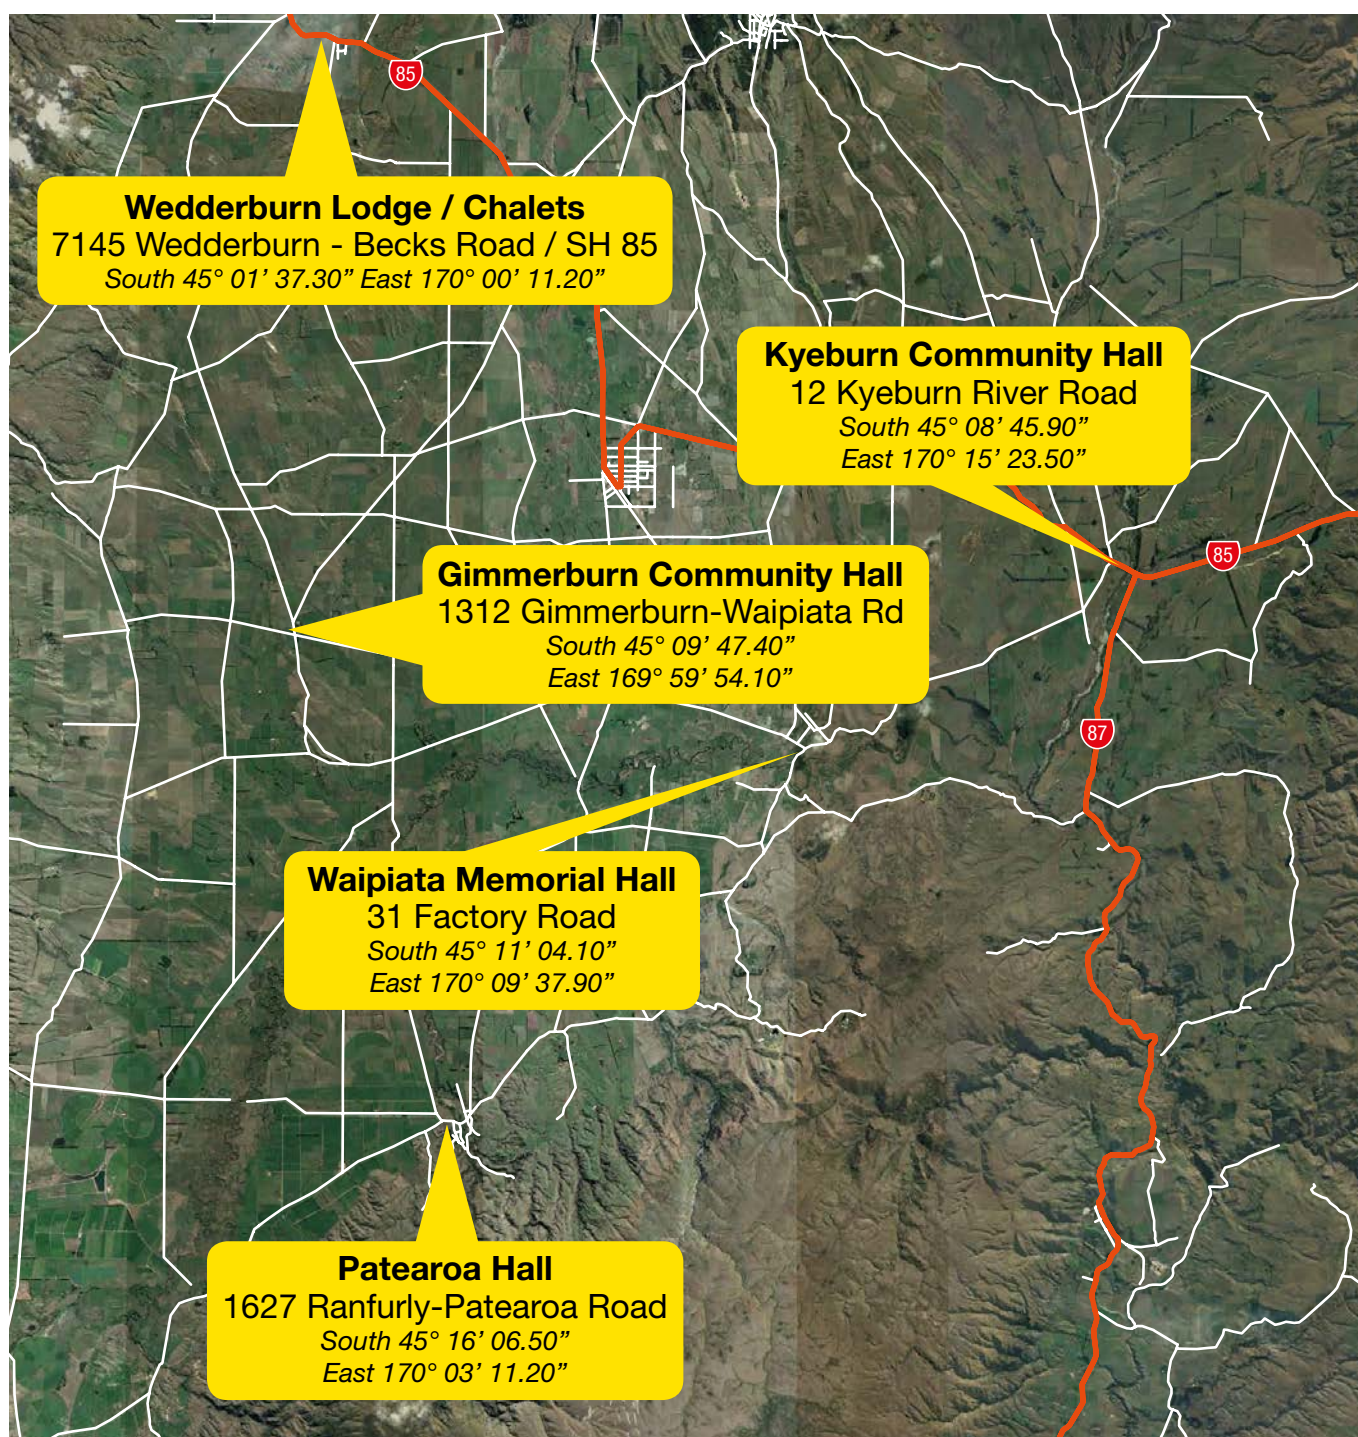 85
Wedderburn Lodge / Chalets
7145 Wedderburn - Becks Road / SH 85
South 45° 01’ 37.30” East 170° 00’ 11.20”
Kyeburn Community Hall
12 Kyeburn River Road
South 45° 08’ 45.90”
East 170° 15’ 23.50”
85
Gimmerburn Community Hall
1312 Gimmerburn-Waipiata Rd
South 45° 09’ 47.40”
East 169° 59’ 54.10”
87
Waipiata Memorial Hall
31 Factory Road
South 45° 11’ 04.10”
East 170° 09’ 37.90”
Patearoa Hall
1627 Ranfurly-Patearoa Road
South 45° 16’ 06.50”
East 170° 03’ 11.20”